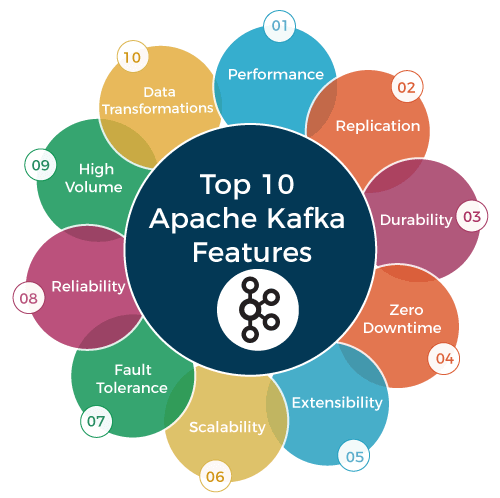 Top 10
Apache Kafka
Features
01
Performance
02
Replication
03
Durability
Zero
Downtime
04
Extensibility
05
Scalability
06
Fault
Tolerance
07
Reliability
08
09
High
Volume
10
Data
Transformations